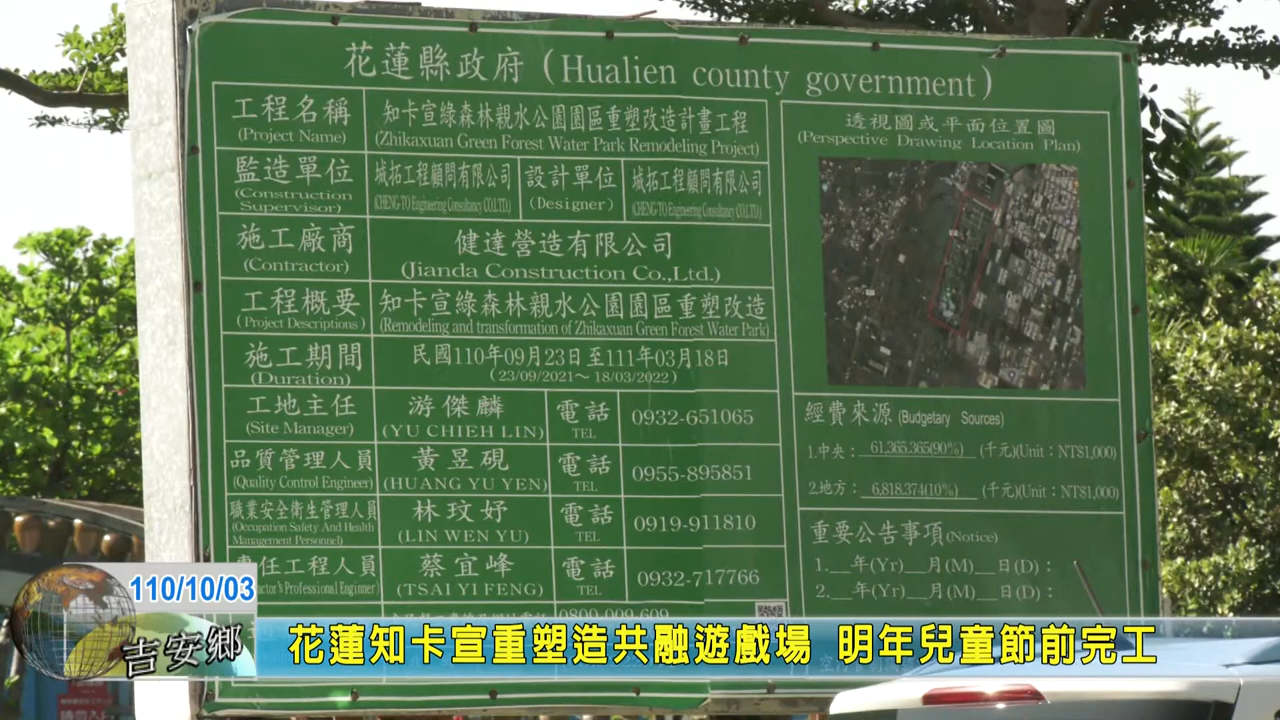 花蓮縣政府(Hualien county government)
工程名稱
(Project Name)
知卡宣綠森林親水公園園區重塑改造計畫工程
(Zhikaxuan Green Forest Water Park Remodeling Project)
監造單位
(Construction
Supervisor)
城拓工程顧問有限公司
(CHENG-TO Engineering Consultancy CO.LTD.)
設計單位
(Designer)
城拓工程顧問有限公司
(CHENG-TO Engineering Consultancy CO.LTD.)
施工廠商
(Contractor)
健達營造有限公司
(Jianda Construction Co.,Ltd.)
工程概要
(Project Descriptions)
知卡宣綠森林親水公園園區重塑改造
(Remodeling and transformation of Zhikaxuan Green Forest Water Park)
施工期間
(Duration)
民國110年09月23日至111年03月18日
(23/09/2021～18/03/2022)
工地主任
(Site Manager)
游傑麟
(YU CHIEH LIN)
電話
TEL
0932-651065
品質管理人員
(Quality Control Engineer)
黃昱硯
(HUANG YU YEN)
電話
TEL
0955-895851
職業安全衛生管理人員
(Occupation Safety And Health
Management Personnel)
林玟妤
(LIN WEN YU)
電話
TEL
0919-911810
責任工程人員
Professional Enginner)
蔡宜峰
(TSAI YI FENG)
電話
TEL
0932-717766
0800-009-609
透視圖或平面位置圖
(Perspective Drawing Location Plan)
經費來源(Budgetary Sources)
1.中央：61,365.365(90%)(千元)(Unit：NT$1,000)
2.地方：6,818.374(10%)(千元)(Unit：NT$1,000)
重要公告事項(Notice)
1.__年(Yr)__月(M)__日(D)：
2.__年(Yr)__月(M)__日(D)：
110/10/03
吉安鄉
花蓮知卡宣重塑造共融遊戲場 明年兒童節前完工